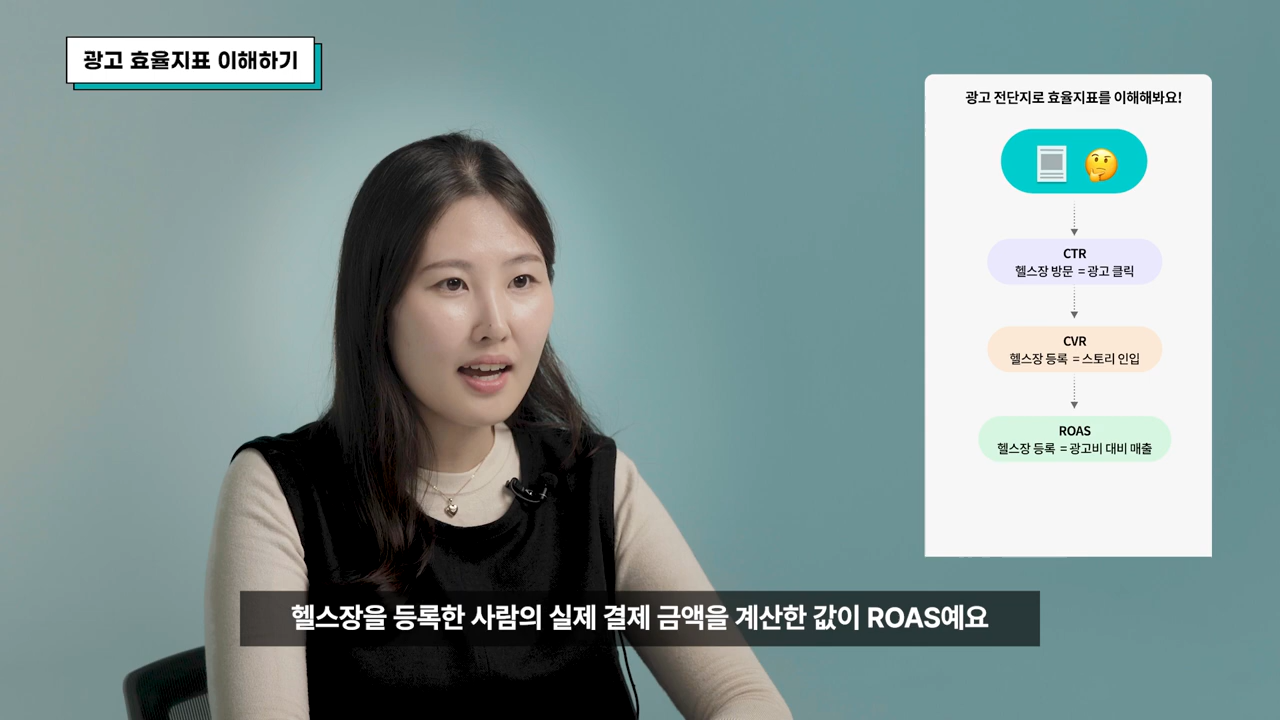 광고 효율지표 이해하기
광고 전단지로 효율지표를 이해해봐요!
CTR
헬스장 방문 = 광고 클릭
CVR
헬스장 등록 = 스토리 인입
ROAS
헬스장 등록 = 광고비 대비 매출
헬스장을 등록한 사람의 실제 결제 금액을 계산한 값이 ROAS예요